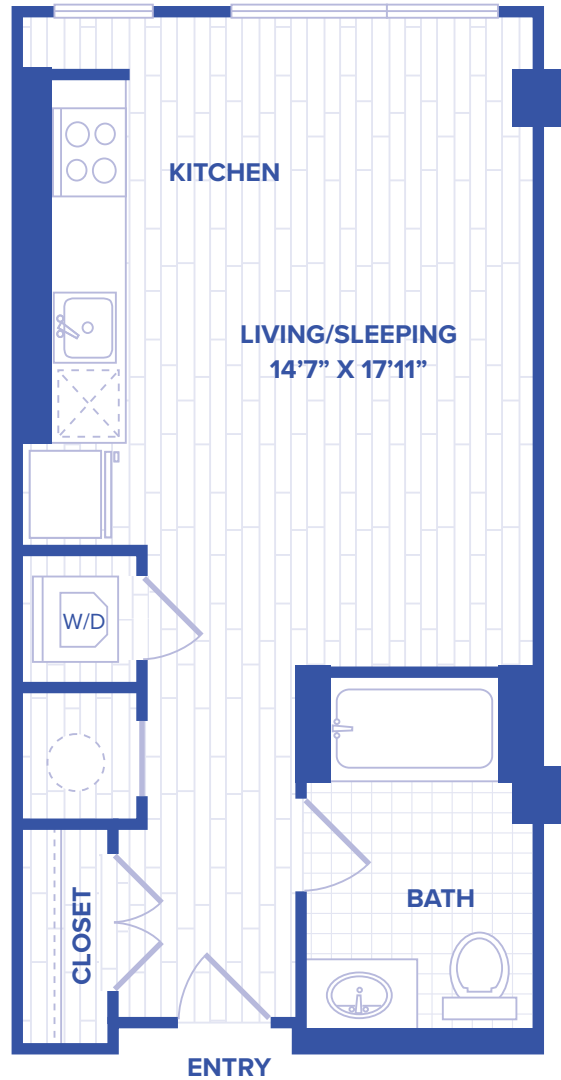 KITCHEN
LIVING/SLEEPING
14’7” X 17’11”
W/D
CLOSET
BATH
ENTRY